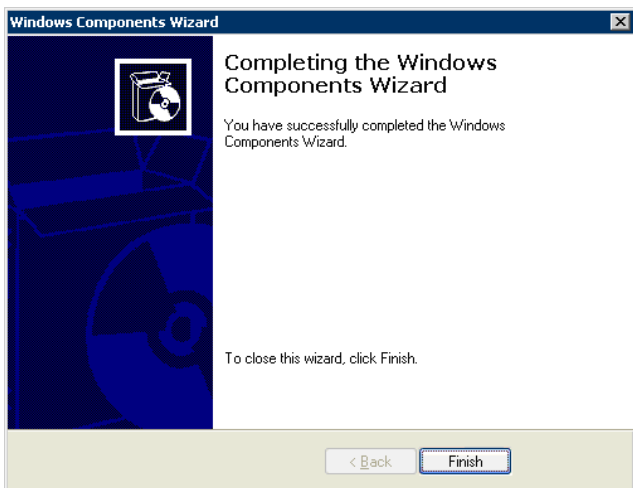 Windows Components Wizard
Completing the Windows
Components Wizard
You have successfully completed the Windows
Components Wizard.
To close this wizard, click Finish.
< Back
Finish